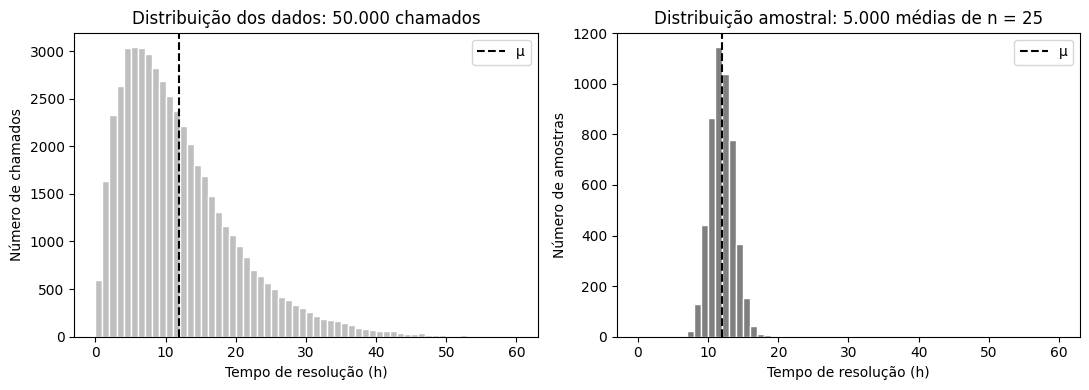 Distribuição dos dados: 50.000 chamados
μ
Número de chamados
3000
2500
2000
1500
1000
500
0
0 10 20 30 40 50 60
Tempo de resolução (h)
Distribuição amostral: 5.000 médias de n = 25
μ
Número de amostras
1200
1000
800
600
400
200
0
0 10 20 30 40 50 60
Tempo de resolução (h)